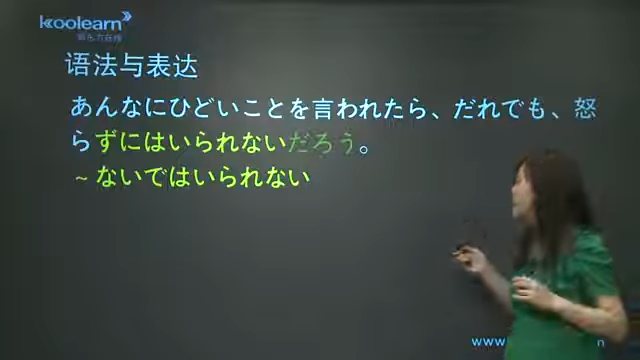 koolearn
新东方在线
语法与表达
あんなにひどいことを言われたら、だれでも、怒
らずにはいられないだろう。
~ ないではいられない
www.
n